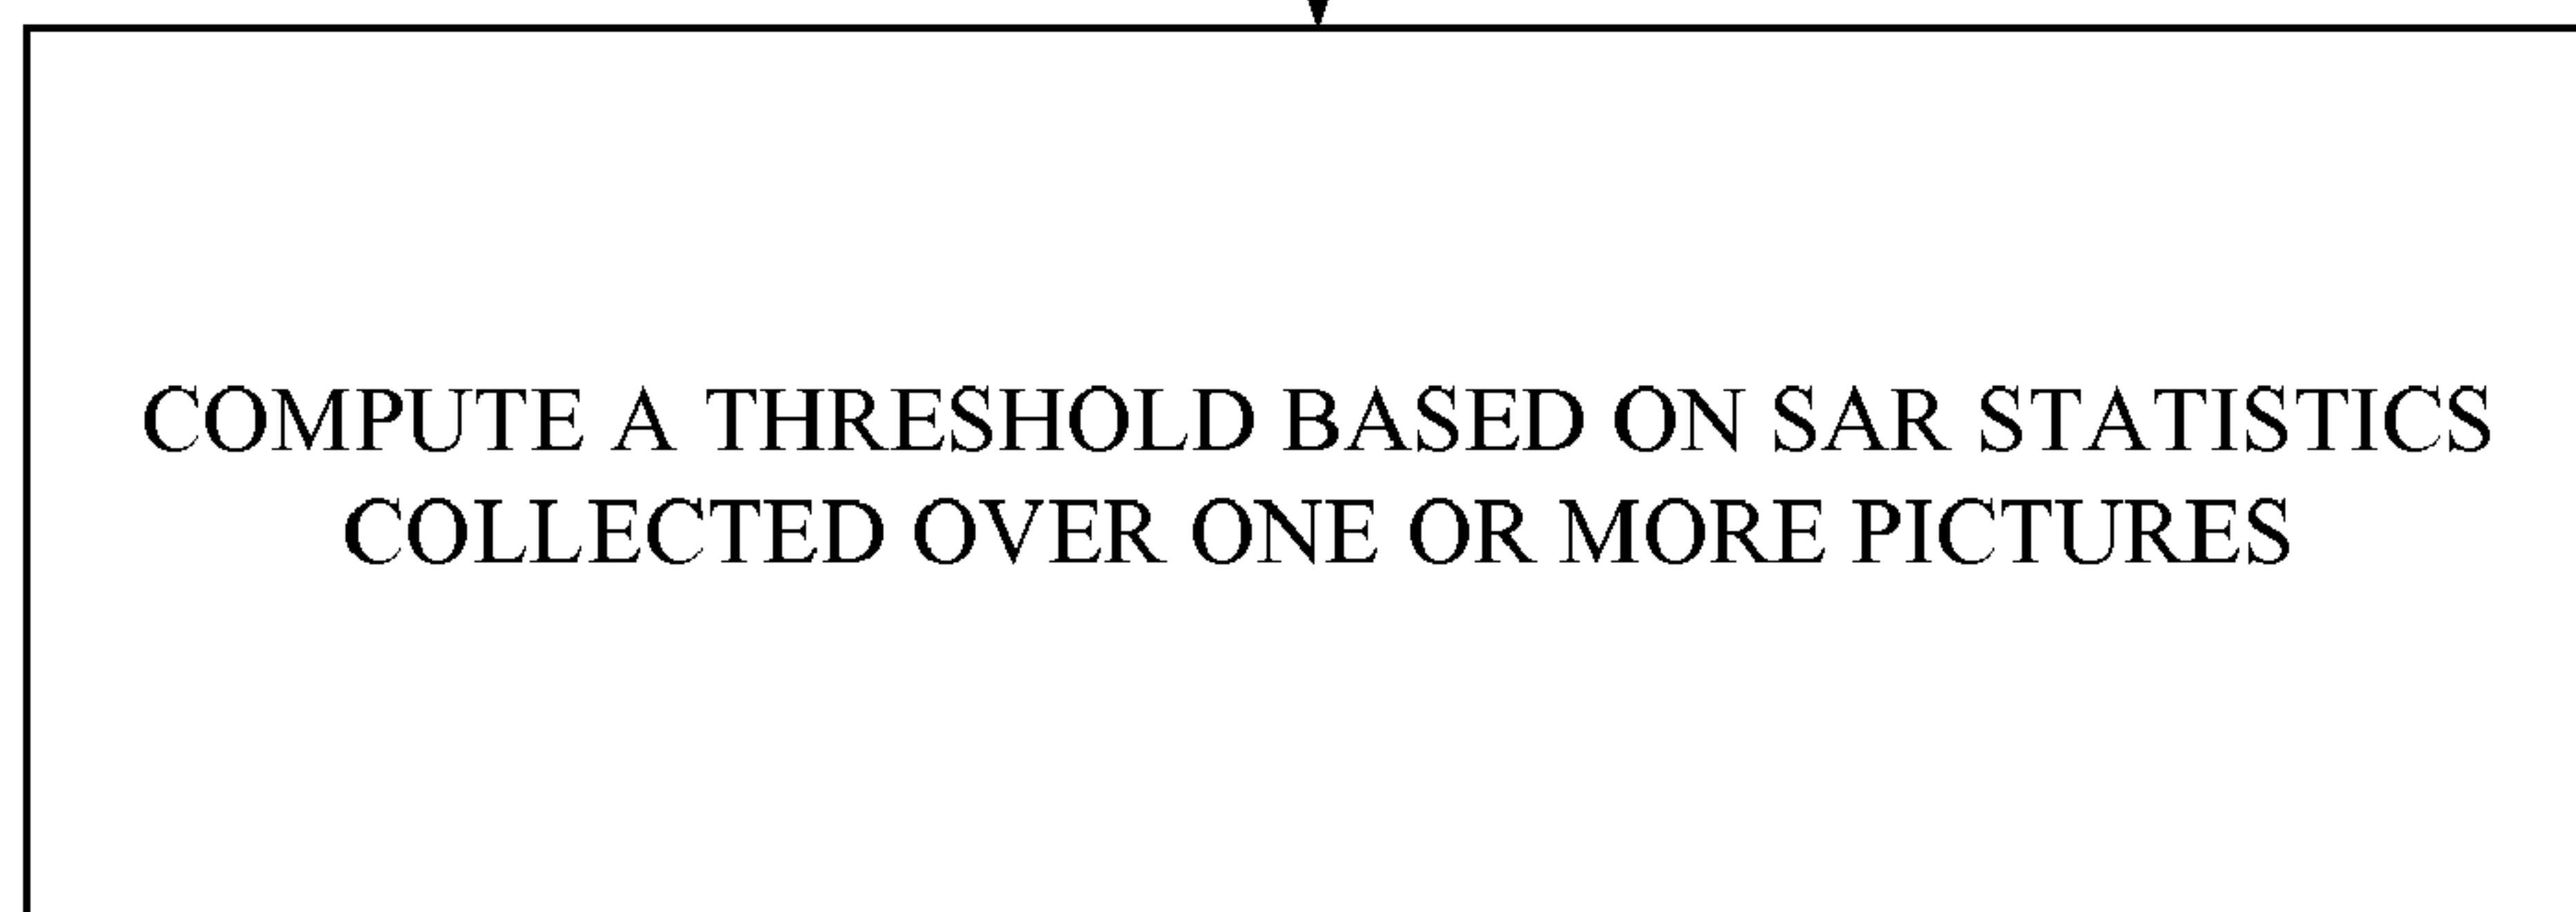 COMPUTE A THRESHOLD BASED ON SAR STATISTICS
COLLECTED OVER ONE OR MORE PICTURES